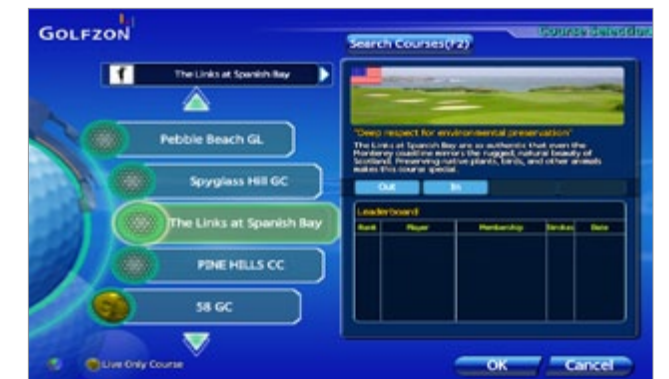 GOLFZON
Course Selection
Search Courses(F2)
The Links at Spanish Bay
Pebble Beach GL
Spyglass Hill GC
The Links at Spanish Bay
PINE HILLS CC
58 GC
Live Only Course
"Deep respect for environmental preservation"
The Links at Spanish Bay are so authentic that even the
Monterey coastline mirrors the rugged, natural beauty of
Scotland. Preserving native plants, birds, and other animals
makes this course special.
Out In
Leaderboard
Rank Player Membership Strokes Date
OK Cancel